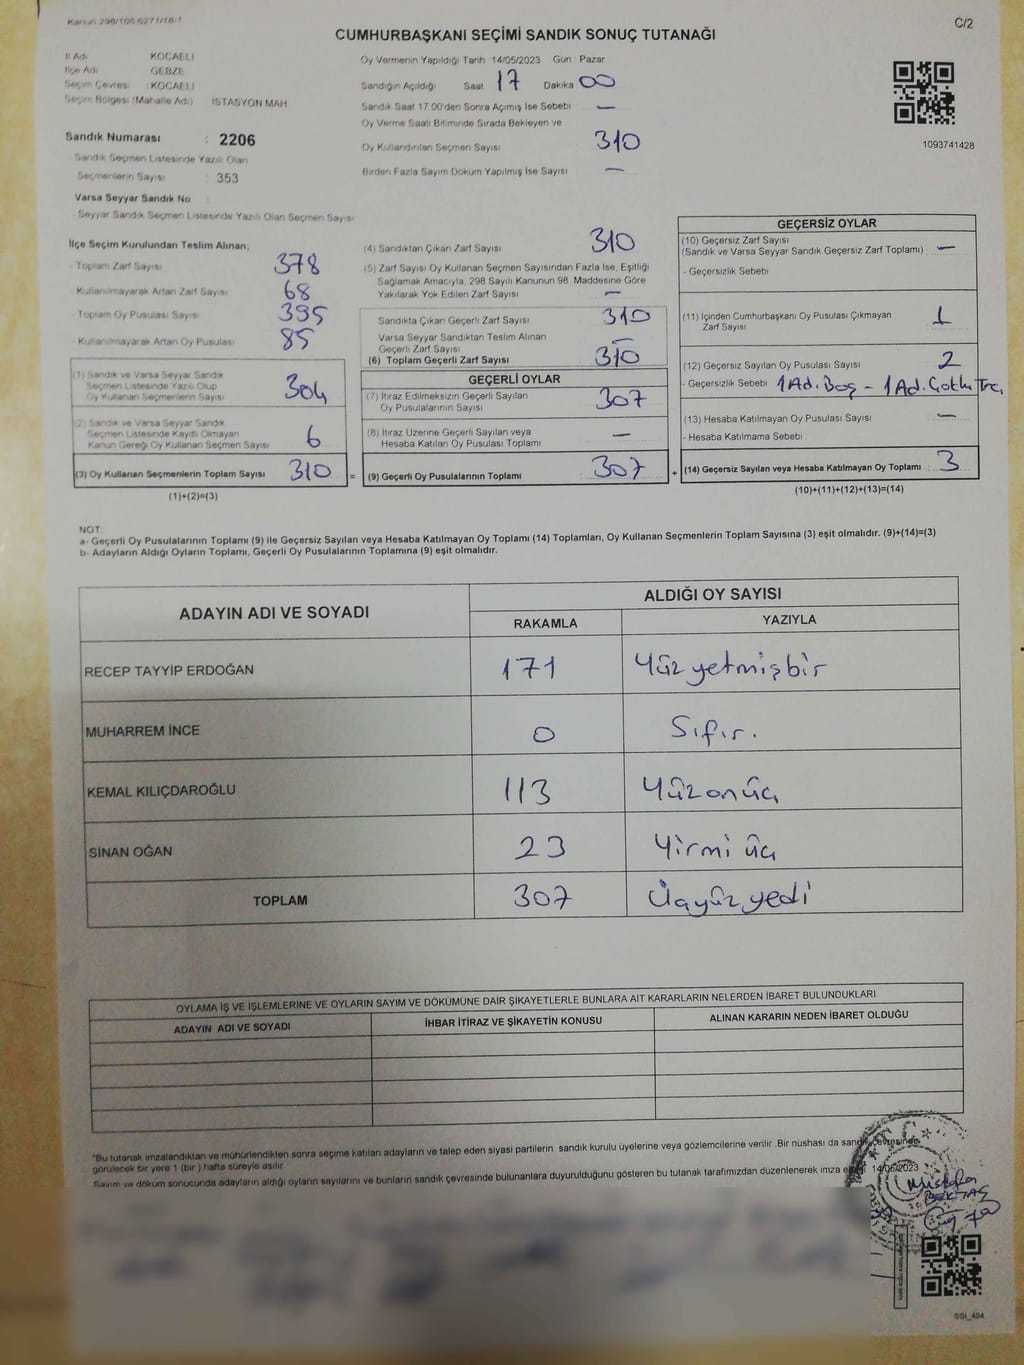 Kanun 298/106 6271/18-1
C/2
CUMHURBAŞKANI SEÇİMİ SANDIK SONUÇ TUTANAĞI
İl Adı KOCAELİ
İlçe Adı GEBZE
Seçim Çevresi : KOCAELİ
Seçim Bölgesi (Mahalle Adı) İSTASYON MAH
Sandık Numarası : 2206
Sandık Seçmen Listesinde Yazılı Olan
Seçmenlerin Sayısı : 353
Varsa Seyyar Sandık No
Seyyar Sandık Seçmen Listesinde Yazılı Olan Seçmen Sayısı
Oy Vermenin Yapıldığı Tarih 14/05/2023 Gün Pazar
Sandığın Açıldığı Saat 17 Dakika 00
Sandık Saat 17.00'den Sonra Açımış İse Sebebi —
Oy Verme Saati Bitiminde Sırada Bekleyen ve
Oy Kullandırılan Seçmen Sayısı 310
Birden Fazla Sayım Döküm Yapılmış İse Sayısı —
1093741428
İlçe Seçim Kurulundan Teslim Alınan;
- Toplam Zarf Sayısı 378
- Kullanılmayarak Artan Zarf Sayısı 68
- Toplam Oy Pusulası Sayısı 395
- Kullanılmayarak Artan Oy Pusulası 85
(1) Sandık ve Varsa Seyyar Sandık
Seçmen Listesinde Yazılı Olup
Oy Kullanan Seçmenlerin Sayısı 304
(2) Sandık ve Varsa Seyyar Sandık
Seçmen Listesinde Kayıtlı Olmayan
Kanun Gereği Oy Kullanan Seçmen Sayısı 6
(3) Oy Kullanan Seçmenlerin Toplam Sayısı 310 =
(1)+(2)=(3)
(4) Sandıktan Çıkan Zarf Sayısı 310
(5) Zarf Sayısı Oy Kullanan Seçmen Sayısından Fazla İse, Eşitliği
Sağlamak Amacıyla, 298 Sayılı Kanunun 98. Maddesine Göre
Yakılarak Yok Edilen Zarf Sayısı —
Sandıkta Çıkan Geçerli Zarf Sayısı 310
Varsa Seyyar Sandıktan Teslim Alınan
Geçerli Zarf Sayısı —
(6) Toplam Geçerli Zarf Sayısı 310
GEÇERLİ OYLAR
(7) İtiraz Edilmeksizin Geçerli Sayılan
Oy Pusulalarının Sayısı 307
(8) İtiraz Üzerine Geçerli Sayılan veya
Hesaba Katılan Oy Pusulası Toplamı —
(9) Geçerli Oy Pusulalarının Toplamı : 307 +
GEÇERSİZ OYLAR
(10) Geçersiz Zarf Sayısı
(Sandık ve Varsa Seyyar Sandık Geçersiz Zarf Toplamı) : —
- Geçersizlik Sebebi
(11) İçinden Cumhurbaşkanı Oy Pusulası Çıkmayan
Zarf Sayısı 1
(12) Geçersiz Sayılan Oy Pusulası Sayısı 2
- Geçersizlik Sebebi 1Ad. Boş - 1Ad.
(13) Hesaba Katılmayan Oy Pusulası Sayısı —
- Hesaba Katılmama Sebebi
(14) Geçersiz Sayılan veya Hesaba Katılmayan Oy Toplamı : 3
(10)+(11)+(12)+(13)=(14)
NOT:
a- Geçerli Oy Pusulalarının Toplamı (9) ile Geçersiz Sayılan veya Hesaba Katılmayan Oy Toplamı (14) Toplamları, Oy Kullanan Seçmenlerin Toplam Sayısına (3) eşit olmalıdır. (9)+(14)=(3)
b- Adayların Aldığı Oyların Toplamı, Geçerli Oy Pusulalarının Toplamına (9) eşit olmalıdır.
ADAYIN ADI VE SOYADI
ALDIĞI OY SAYISI
RAKAMLA YAZIYLA
RECEP TAYYİP ERDOĞAN 171 Yüzyetmişbir
MUHARREM İNCE 0 Sıfır.
KEMAL KILIÇDAROĞLU 113 Yüzonüç
SİNAN OĞAN 23 Yirmi üç
TOPLAM 307 Üçyüzyedi
OYLAMA İŞ VE İŞLEMLERİNE VE OYLARIN SAYIM VE DÖKÜMÜNE DAİR ŞİKAYETLERLE BUNLARA AİT KARARLARIN NELERDEN İBARET BULUNDUKLARI
ADAYIN ADI VE SOYADI İHBAR İTİRAZ VE ŞİKAYETİN KONUSU ALINAN KARARIN NEDEN İBARET OLDUĞU
*Bu tutanak imzalandıktan ve mühürlendikten sonra seçime katılan adayların ve talep eden siyasi partilerin sandık kurulu üyelerine veya gözlemcilerine verilir. Bir nüshası da sandık çevresinde
görülecek bir yere 1 (bir) hafta süreyle asılır.
Sayım ve döküm sonucunda adayların aldığı oyların sayılarını ve bunların sandık çevresinde bulunanlara duyurulduğunu gösteren bu tutanak tarafımızdan düzenlenerek imza 14/05/2023
Mustafa
BEKTAŞ
SSI_404